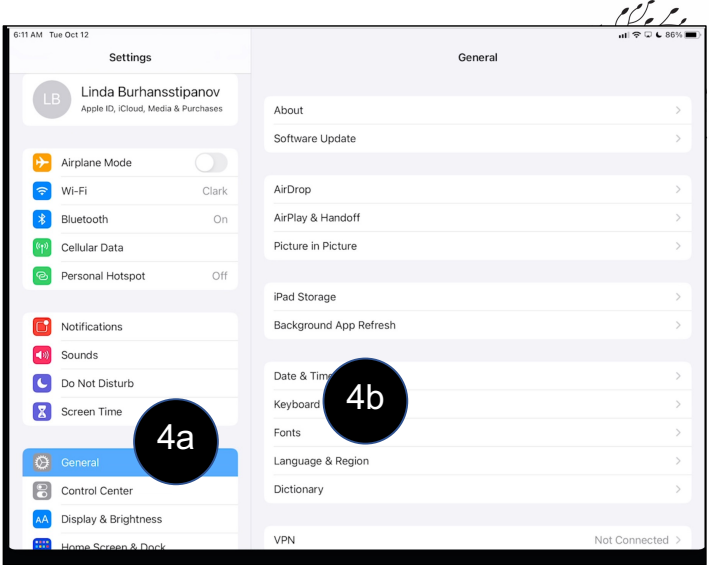 6:11 AM Tue Oct 12
86%
Settings
LB
Linda Burhansstipanov
Apple ID, iCloud, Media & Purchases
Airplane Mode
Wi-Fi Clark
Bluetooth On
Cellular Data
Personal Hotspot Off
Notifications
Sounds
Do Not Disturb
Screen Time
4a
General
Control Center
AA Display & Brightness
Home Screen & Dock
General
About
Software Update
AirDrop
AirPlay & Handoff
Picture in Picture
iPad Storage
Background App Refresh
Date & Time
Keyboard
4b
Fonts
Language & Region
Dictionary
VPN Not Connected